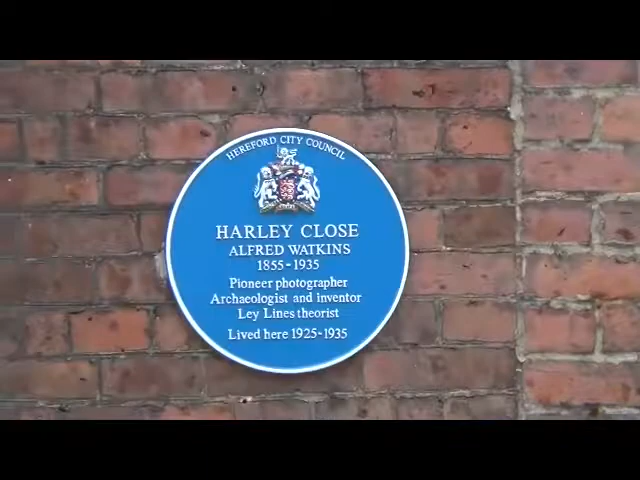 HEREFORD CITY COUNCIL
HARLEY CLOSE
ALFRED WATKINS
1855-1935
Pioneer photographer
Archaeologist and inventor
Ley Lines theorist
Lived here 1925-1935